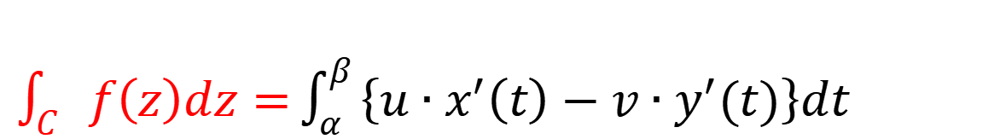 ∫_C f(z)dz = ∫_α^β {u · x′(t) − v · y′(t)}dt